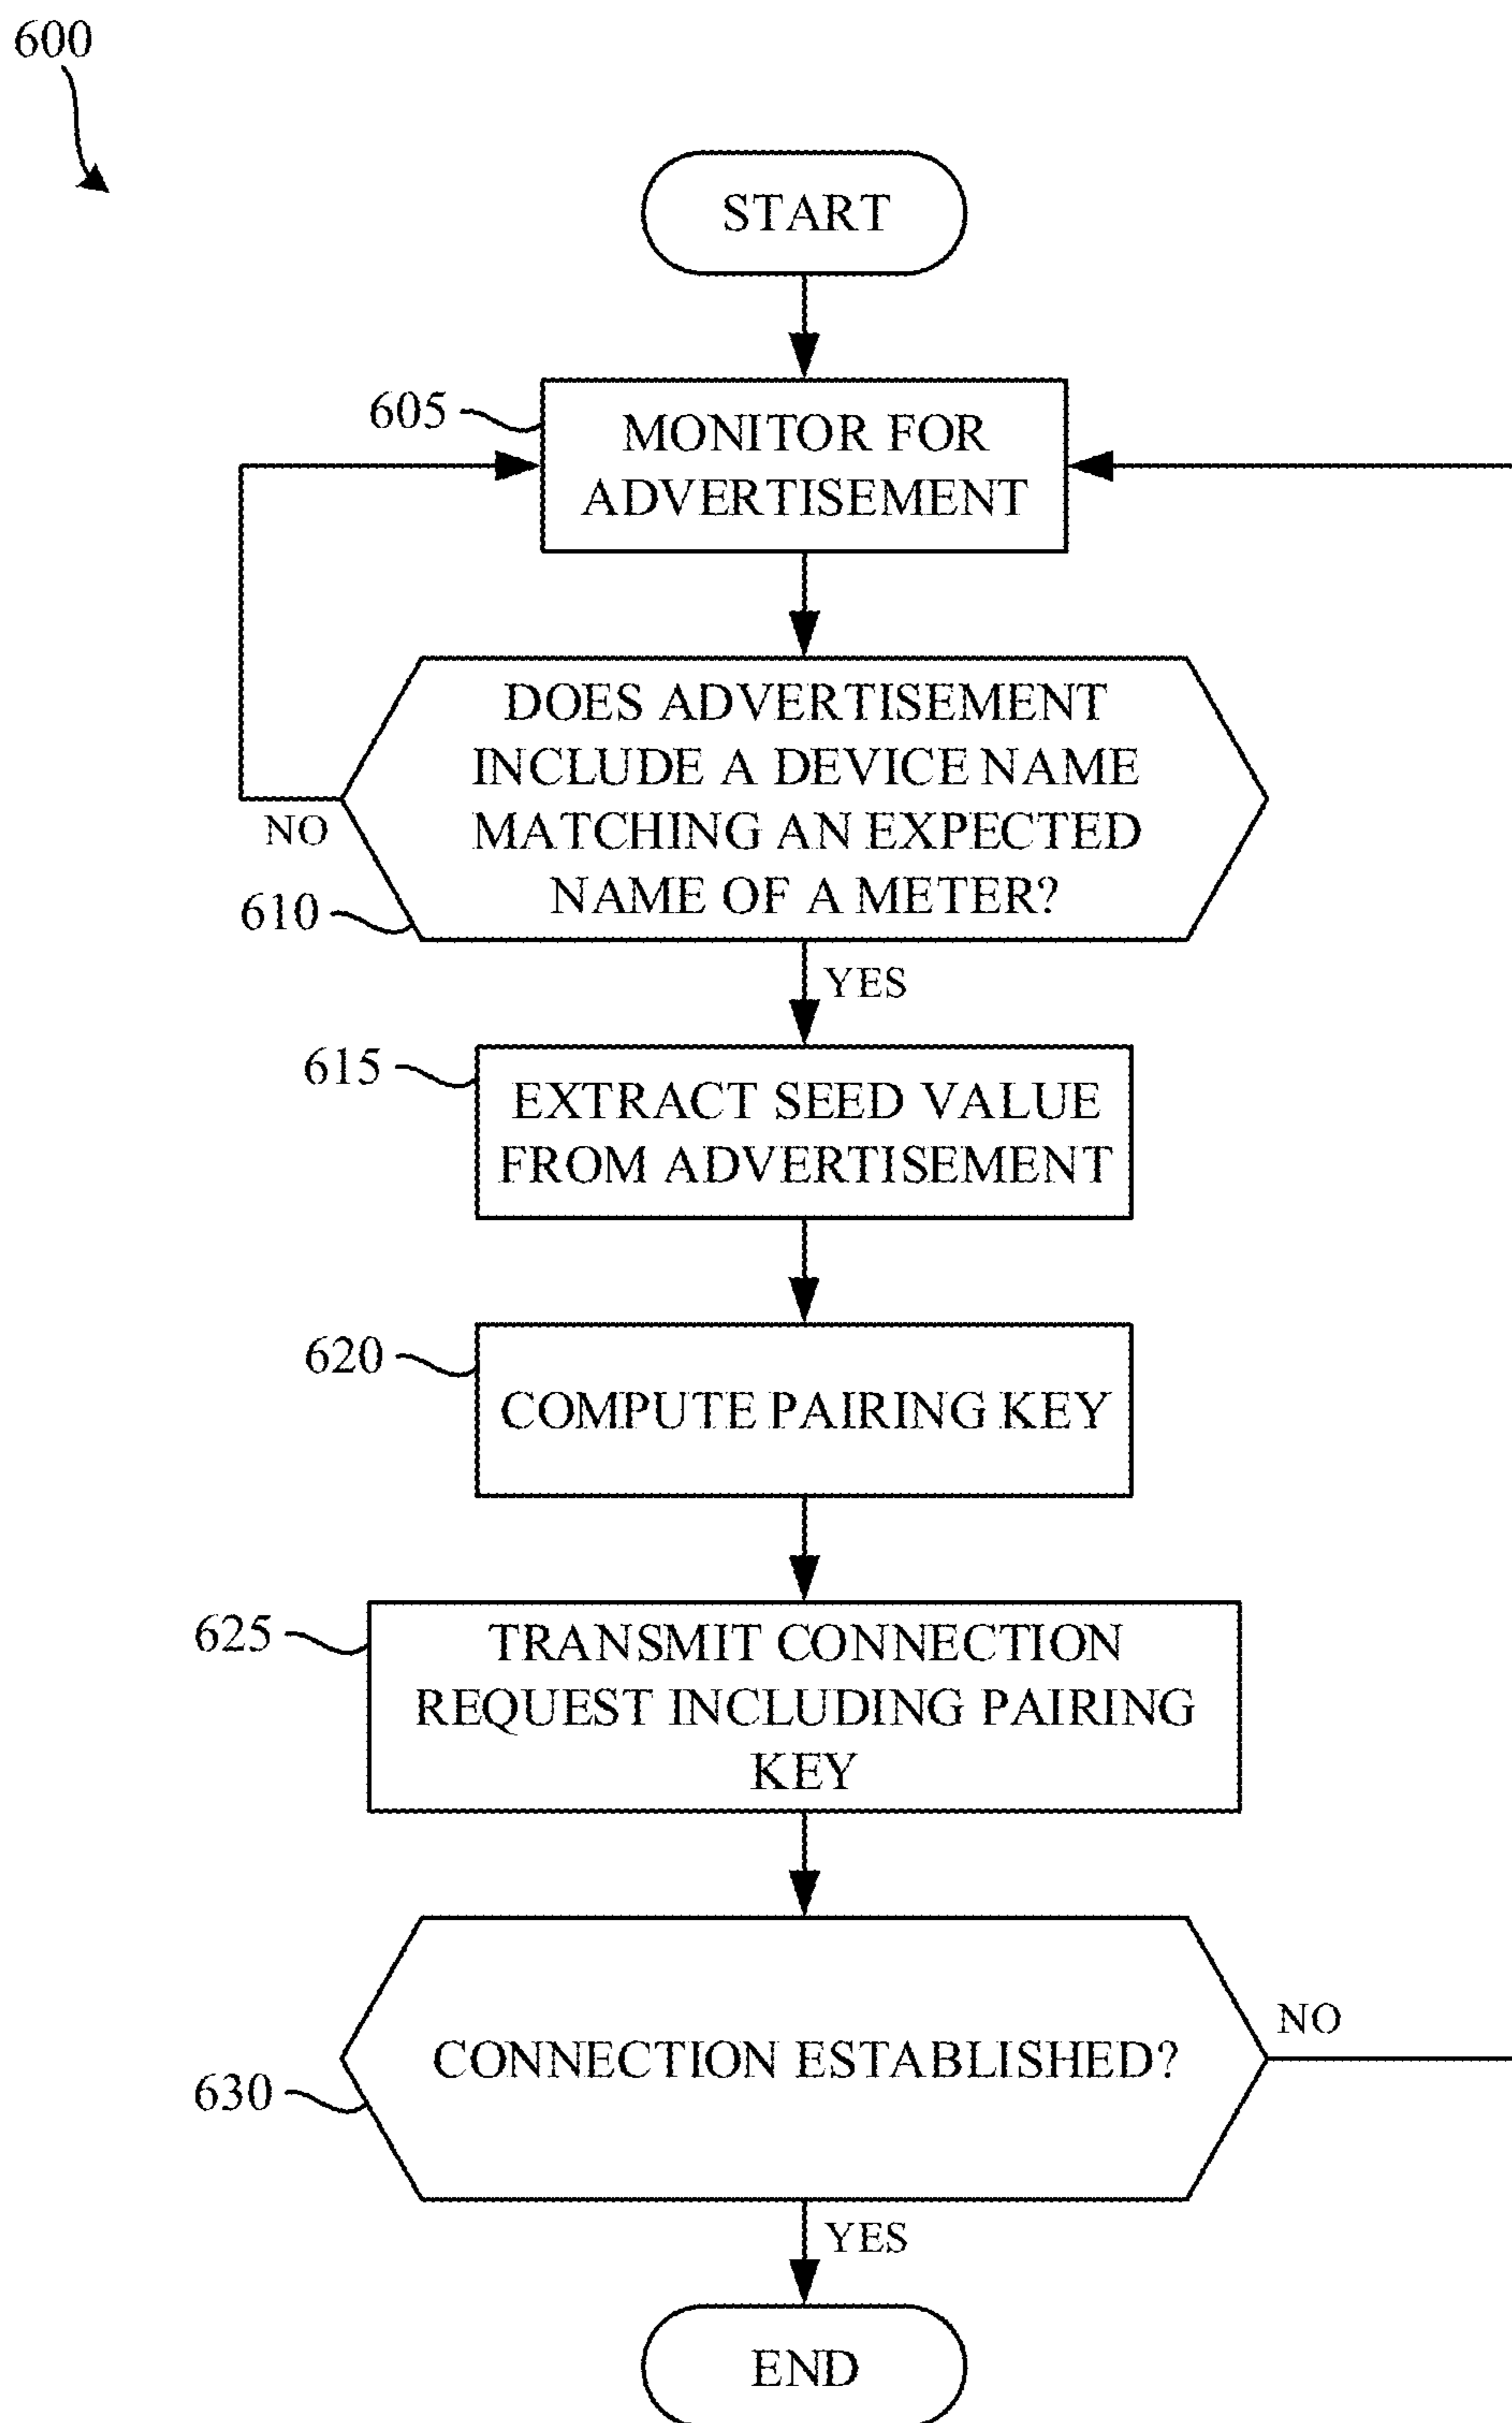 600
START
605
MONITOR FOR
ADVERTISEMENT
DOES ADVERTISEMENT
INCLUDE A DEVICE NAME
MATCHING AN EXPECTED
NAME OF A METER?
NO
610
YES
615
EXTRACT SEED VALUE
FROM ADVERTISEMENT
620
COMPUTE PAIRING KEY
625
TRANSMIT CONNECTION
REQUEST INCLUDING PAIRING
KEY
CONNECTION ESTABLISHED?
NO
630
YES
END